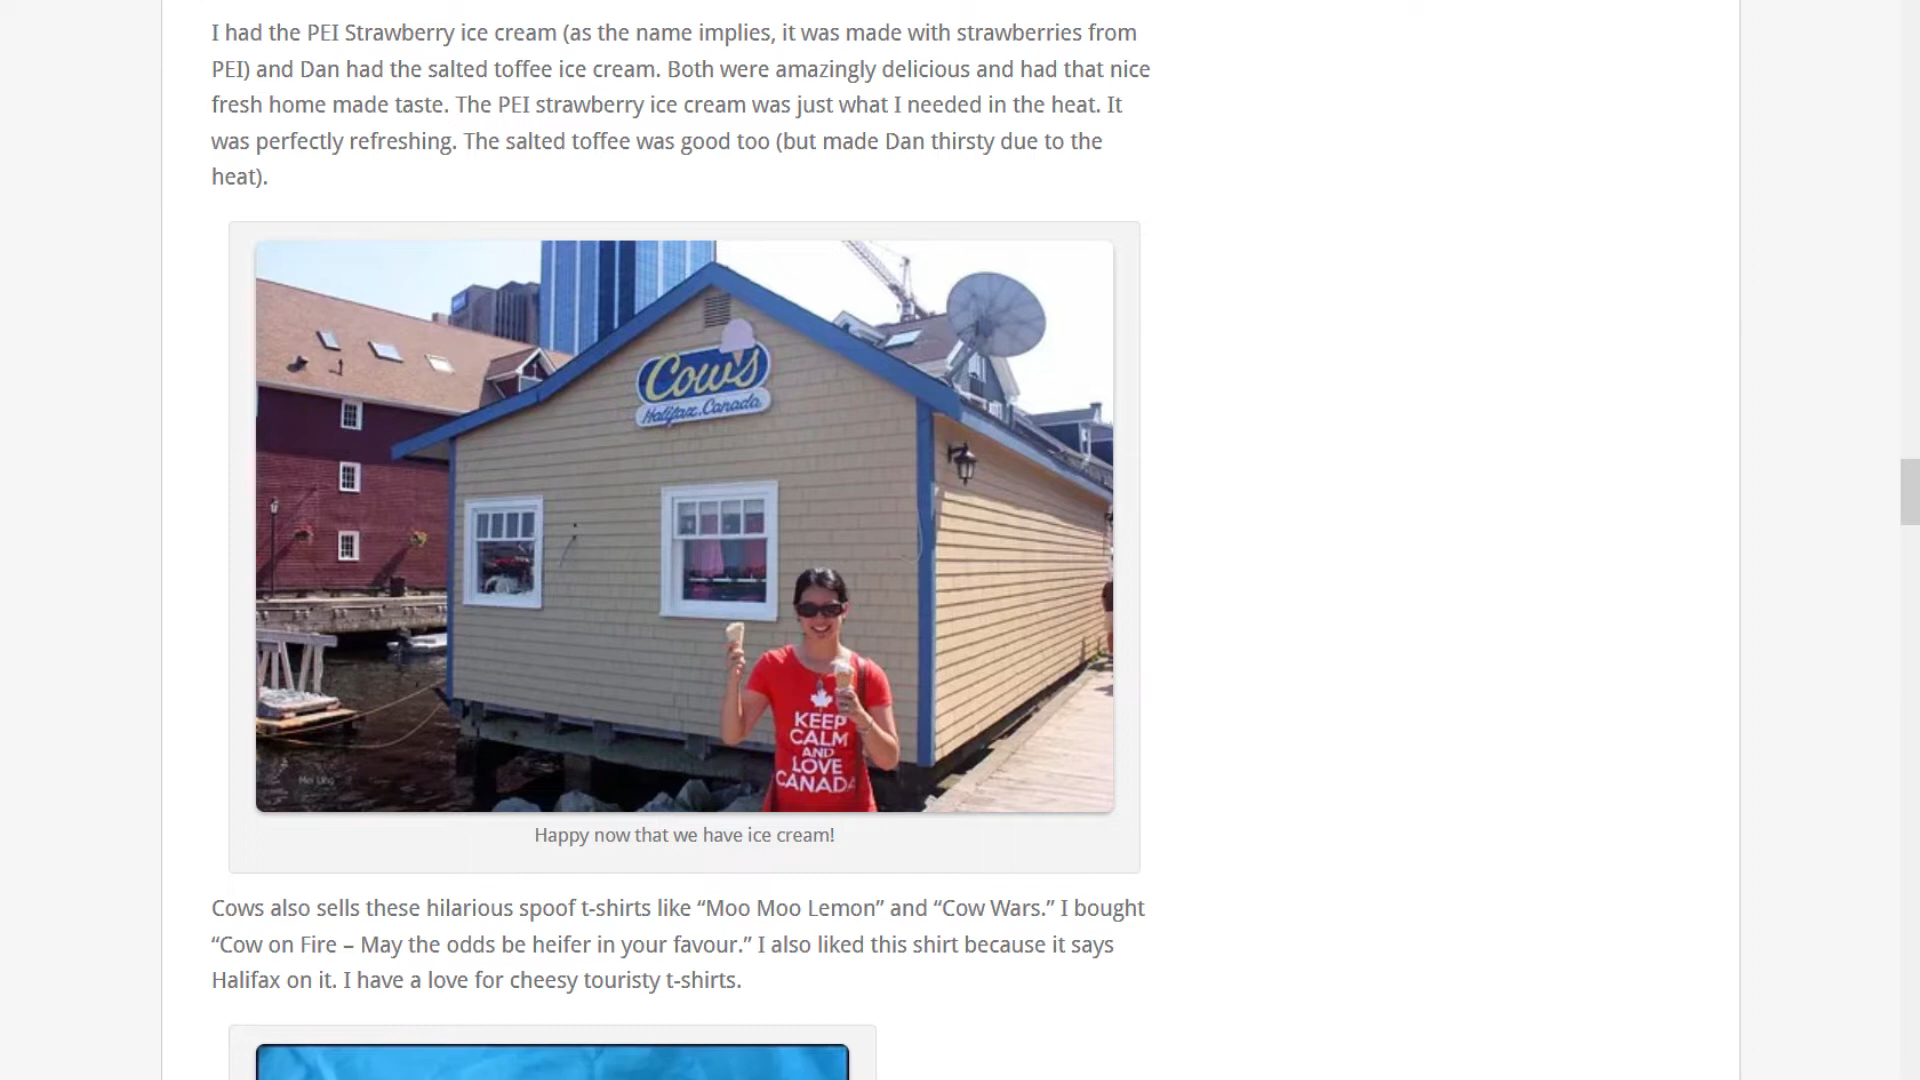 I had the PEI Strawberry ice cream (as the name implies, it was made with strawberries from
PEI) and Dan had the salted toffee ice cream. Both were amazingly delicious and had that nice
fresh home made taste. The PEI strawberry ice cream was just what I needed in the heat. It
was perfectly refreshing. The salted toffee was good too (but made Dan thirsty due to the
heat).
Cows
Halifax, Canada
KEEP
CALM
AND
LOVE
CANADA
Mei Ling
Happy now that we have ice cream!
Cows also sells these hilarious spoof t-shirts like “Moo Moo Lemon” and “Cow Wars.” I bought
“Cow on Fire – May the odds be heifer in your favour.” I also liked this shirt because it says
Halifax on it. I have a love for cheesy touristy t-shirts.